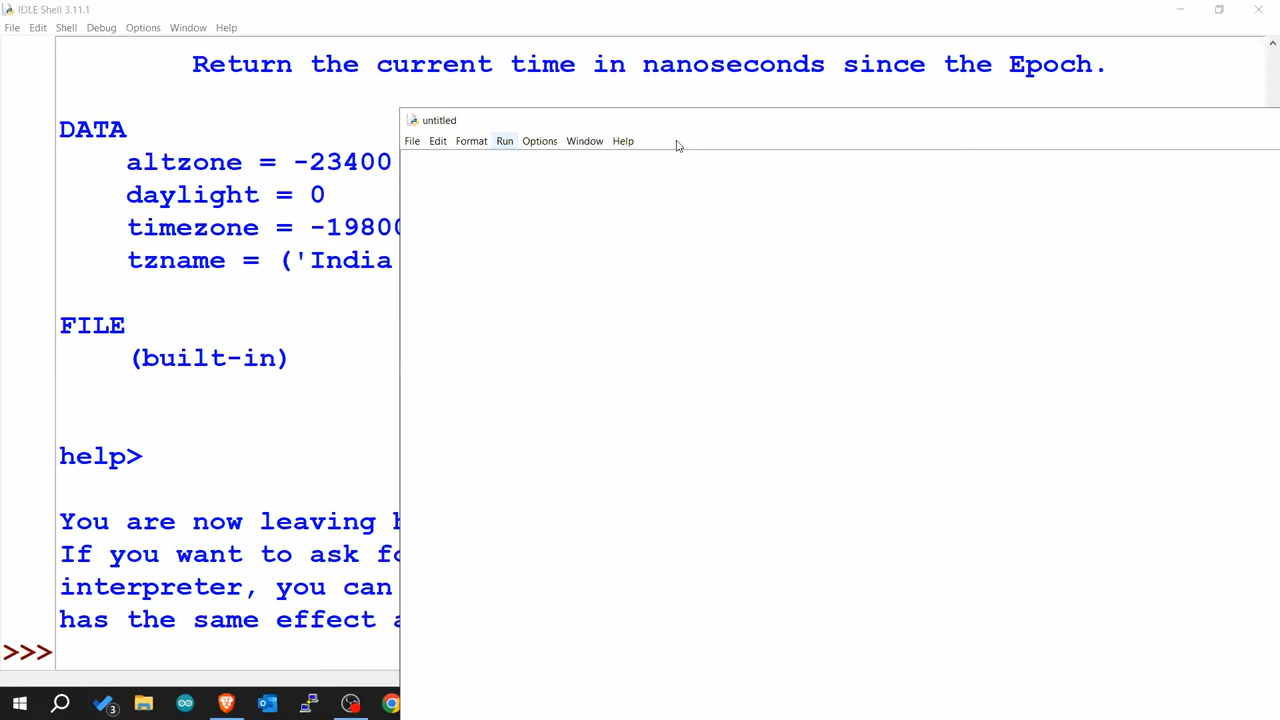 IDLE Shell 3.11.1
File Edit Shell Debug Options Window Help
Return the current time in nanoseconds since the Epoch.
DATA
altzone = -23400
daylight = 0
timezone = -19800
tzname = ('India
FILE
(built-in)
help>
You are now leaving h
If you want to ask fo
interpreter, you can
has the same effect a
>>>
untitled
File Edit Format Run Options Window Help
3